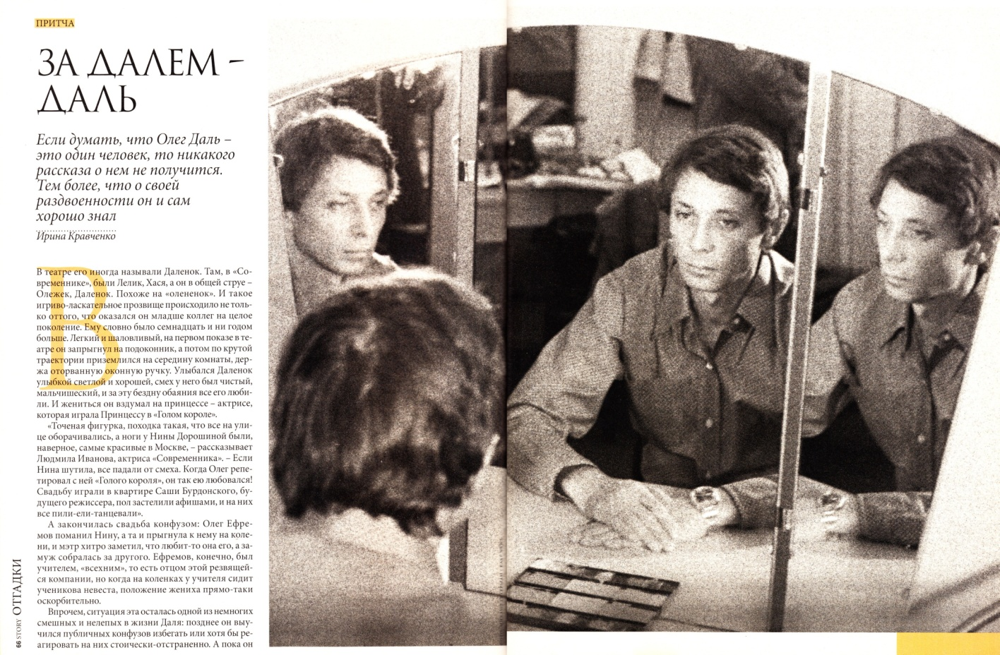 ПРИТЧА
ЗА ДАЛЕМ –
ДАЛЬ
Если думать, что Олег Даль –
это один человек, то никакого
рассказа о нем не получится.
Тем более, что о своей
раздвоенности он и сам
хорошо знал
Ирина Кравченко
В театре его иногда называли Даленок. Там, в «Со-
временнике», были Лелик, Хася, а он в общей струе –
Олежек, Даленок. Похоже на «олененок». И такое
игриво-ласкательное прозвище происходило не толь-
ко оттого, что оказался он младше коллег на целое
поколение. Ему словно было семнадцать и ни годом
больше. Легкий и шаловливый, на первом показе в те-
атре он запрыгнул на подоконник, а потом по крутой
траектории приземлился на середину комнаты, дер-
жа оторванную оконную ручку. Улыбался Даленок
улыбкой светлой и хорошей, смех у него был чистый,
мальчишеский, и за эту бездну обаяния все его люби-
ли. И жениться он вздумал на принцессе – актрисе,
которая играла Принцессу в «Голом короле».
«Точеная фигурка, походка такая, что все на ули-
це оборачивались, а ноги у Нины Дорошиной были,
наверное, самые красивые в Москве, – рассказывает
Людмила Иванова, актриса «Современника». – Если
Нина шутила, все падали от смеха. Когда Олег репе-
тировал с ней «Голого короля», он так ею любовался!
Свадьбу играли в квартире Саши Бурдонского, бу-
дущего режиссера, пол застелили афишами, и на них
все пили-ели-танцевали».
А закончилась свадьба конфузом: Олег Ефре-
мов поманил Нину, а та и прыгнула к нему на коле-
ни, и мэтр хитро заметил, что любит-то она его, а за-
муж собралась за другого. Ефремов, конечно, был
учителем, «всехним», то есть отцом этой резвящей-
ся компании, но когда на коленках у учителя сидит
ученикова невеста, положение жениха прямо-таки
оскорбительно.
Впрочем, ситуация эта осталась одной из немногих
смешных и нелепых в жизни Даля: позднее он выу-
чился публичных конфузов избегать или хотя бы ре-
агировать на них стоически-отстраненно. А пока он
66 STORY ОТГАДКИ